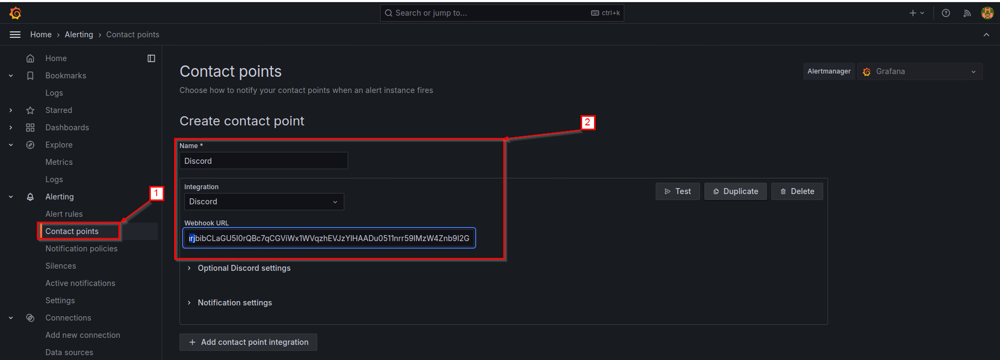 Search or jump to...
ctrl+k
Home › Alerting › Contact points
Home
Bookmarks
Logs
Starred
Dashboards
Explore
Metrics
Logs
Alerting
Alert rules
Contact points
Notification policies
Silences
Active notifications
Settings
Connections
Add new connection
Data sources
1
Contact points
Choose how to notify your contact points when an alert instance fires
Alertmanager
Grafana
Create contact point
2
Name *
Discord
Integration
Discord
Test
Duplicate
Delete
Webhook URL
Optional Discord settings
Notification settings
Add contact point integration